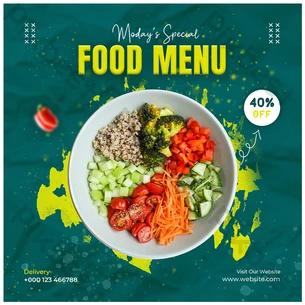 Moday's Special
FOOD MENU
40%
OFF
Delivery
+000 123 466788
Visit Our Website
www.website.com